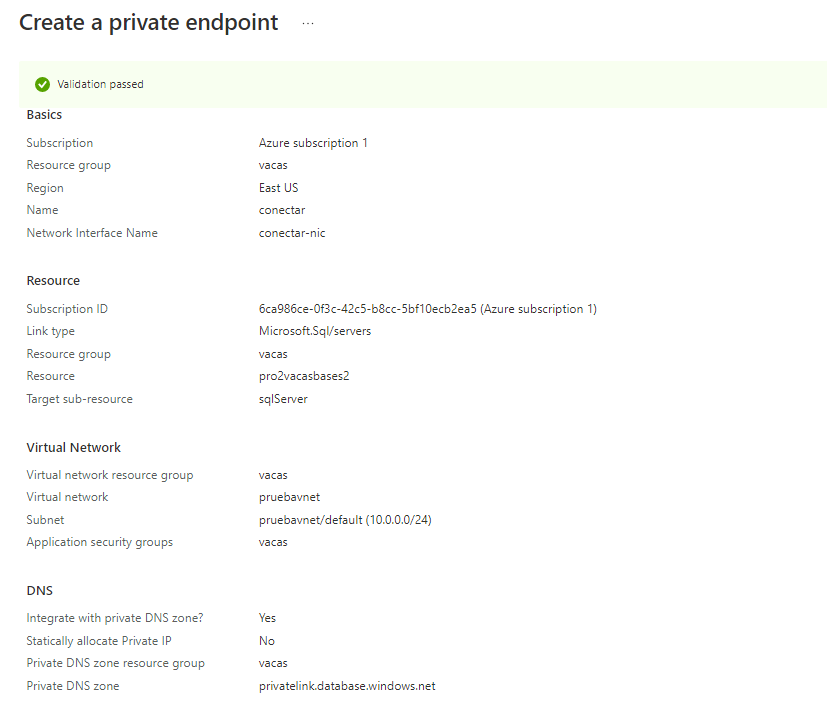 Create a private endpoint ...
Validation passed
Basics
Subscription Azure subscription 1
Resource group vacas
Region East US
Name conectar
Network Interface Name conectar-nic
Resource
Subscription ID 6ca986ce-0f3c-42c5-b8cc-5bf10ecb2ea5 (Azure subscription 1)
Link type Microsoft.Sql/servers
Resource group vacas
Resource pro2vacasbases2
Target sub-resource sqlServer
Virtual Network
Virtual network resource group vacas
Virtual network pruebavnet
Subnet pruebavnet/default (10.0.0.0/24)
Application security groups vacas
DNS
Integrate with private DNS zone? Yes
Statically allocate Private IP No
Private DNS zone resource group vacas
Private DNS zone privatelink.database.windows.net